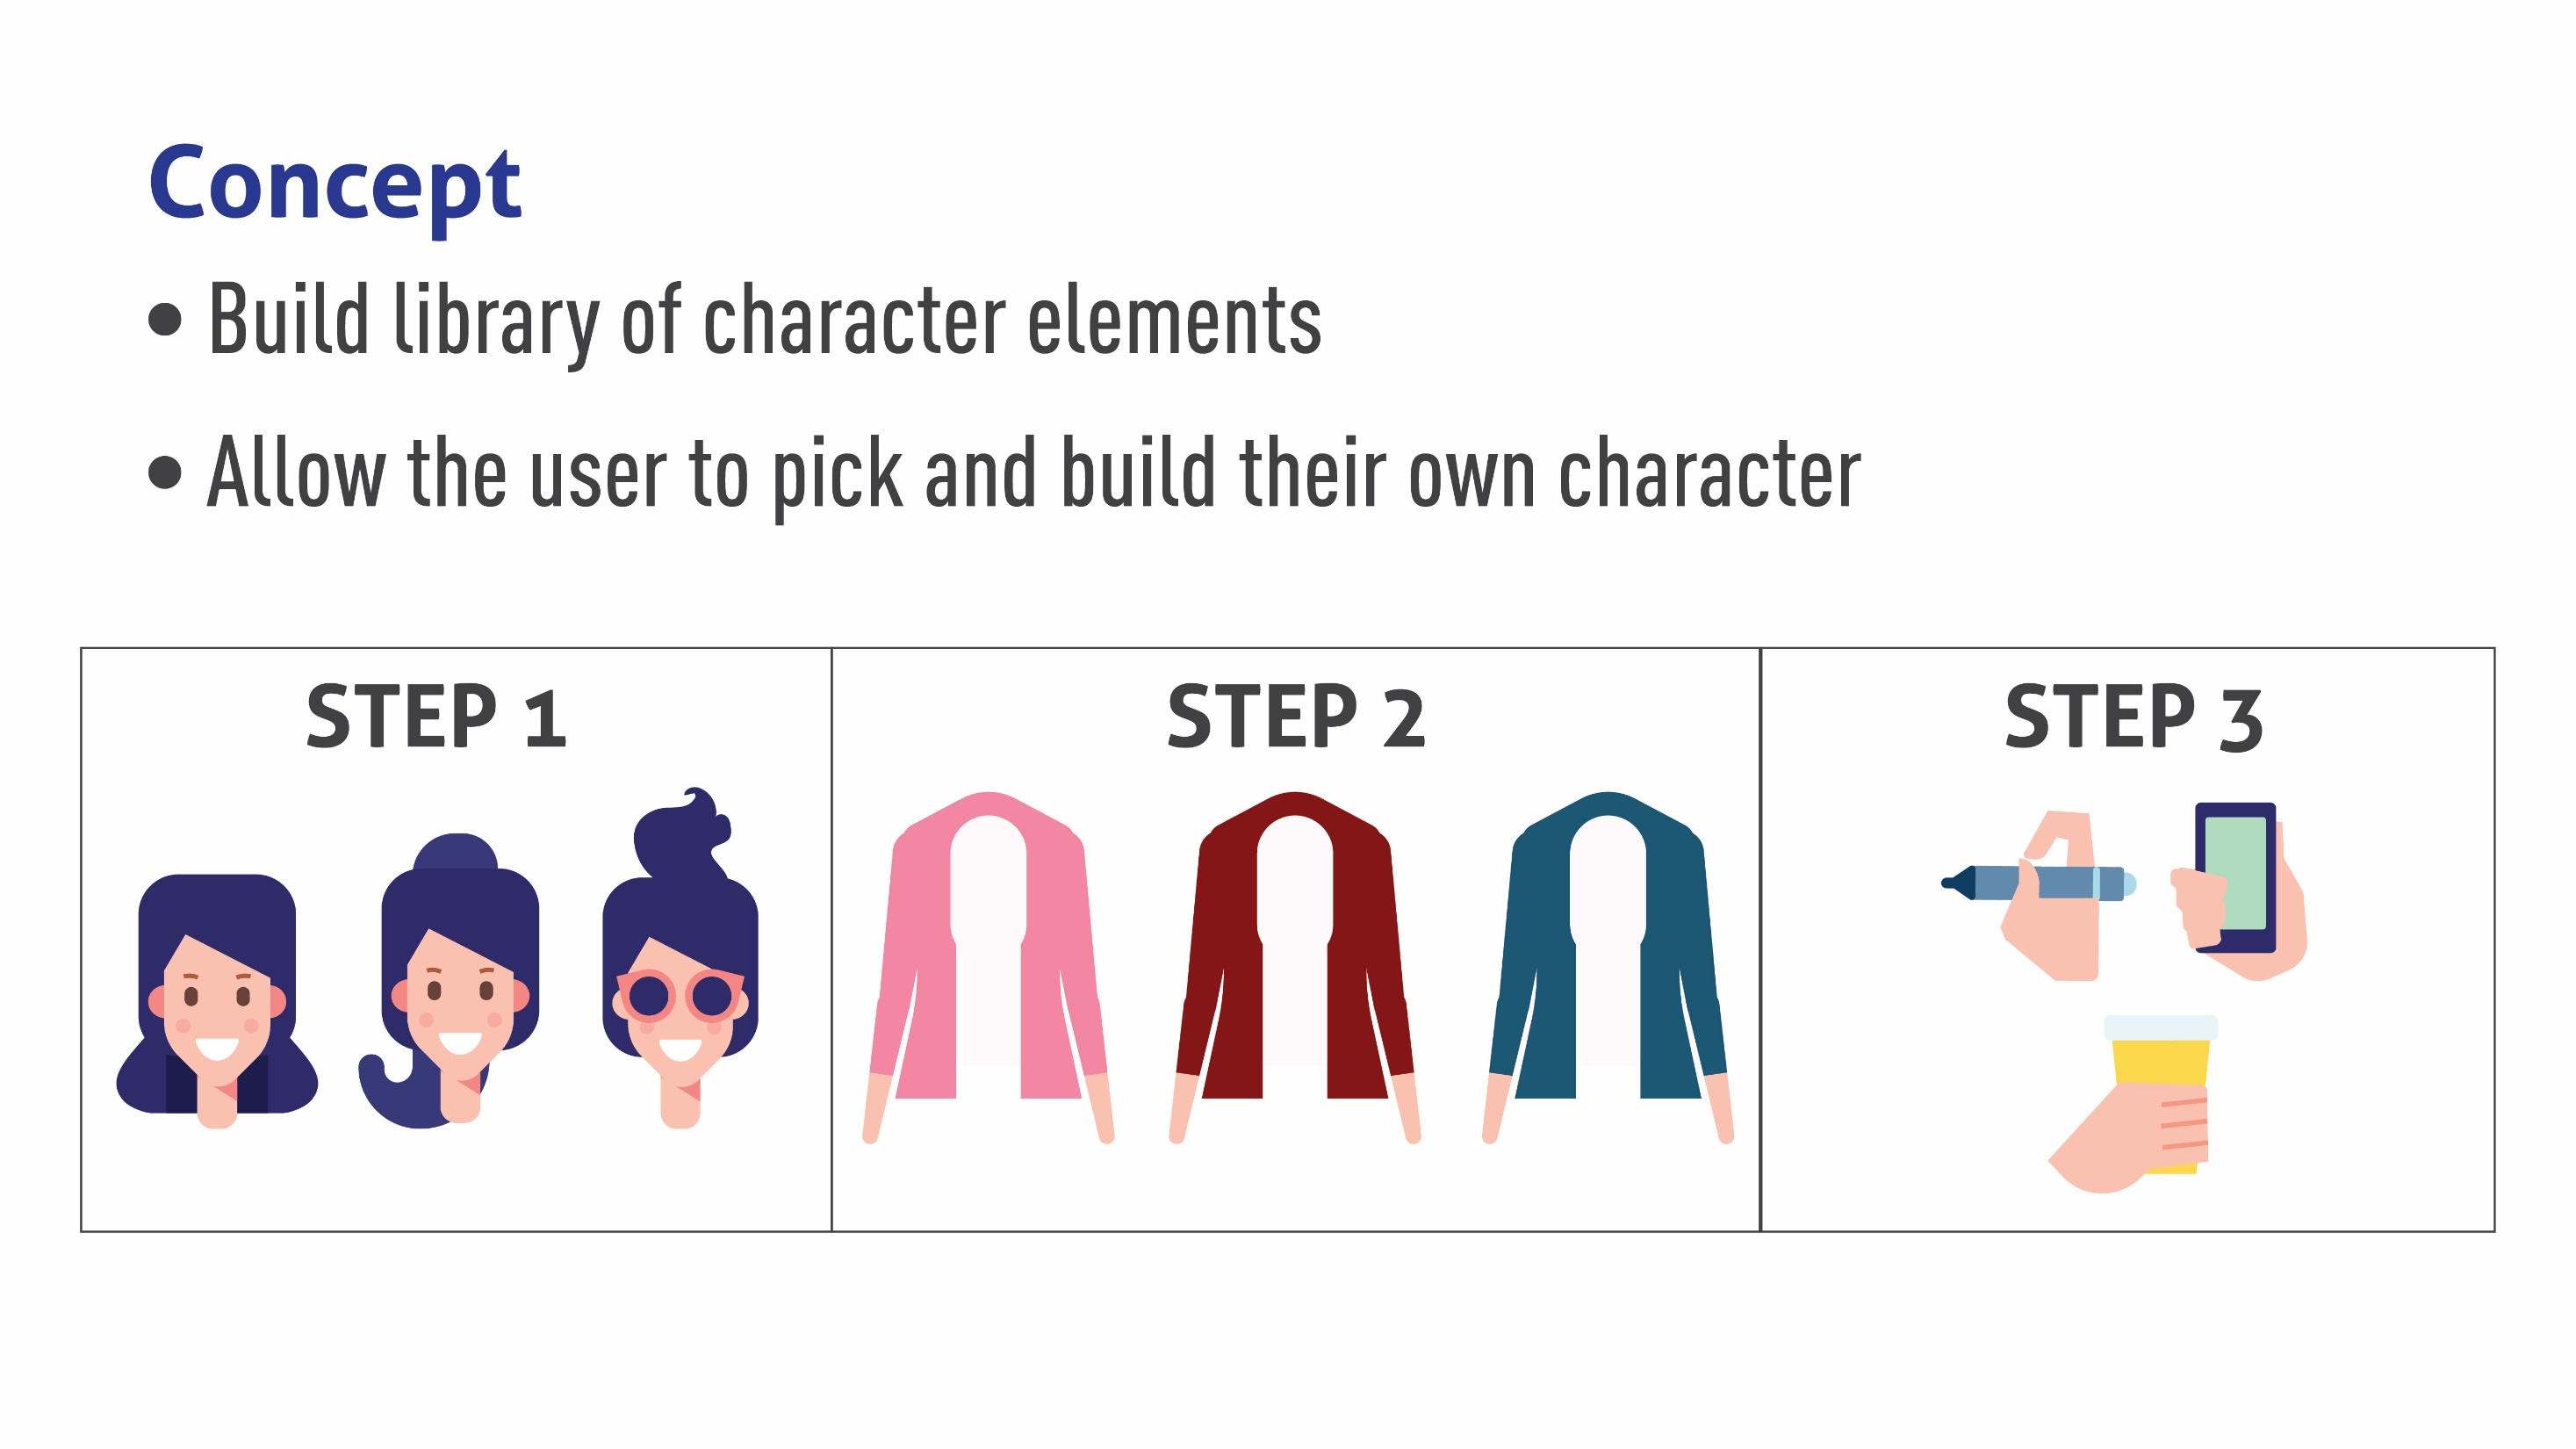 Concept
• Build library of character elements
• Allow the user to pick and build their own character
STEP 1
STEP 2
STEP 3